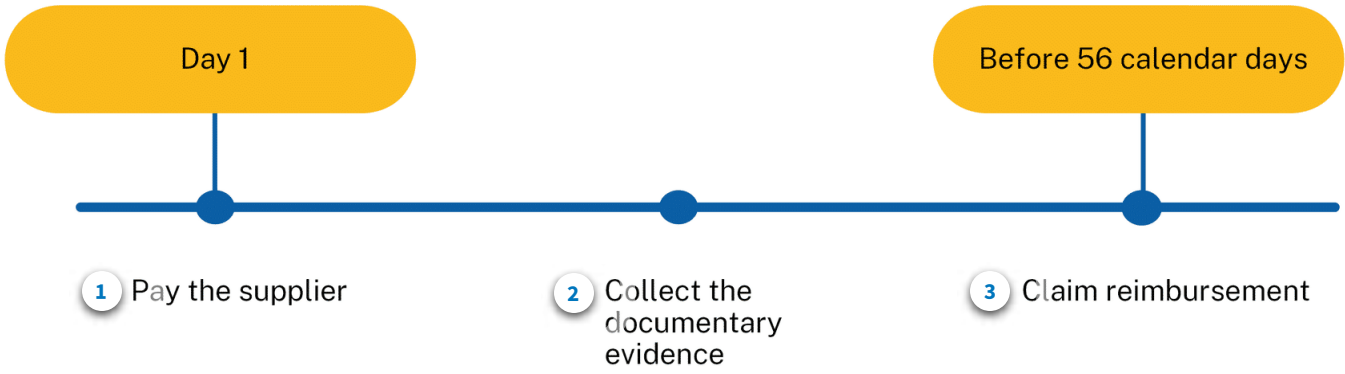 Day 1
Before 56 calendar days
1 Pay the supplier
2 Collect the
documentary
evidence
3 Claim reimbursement